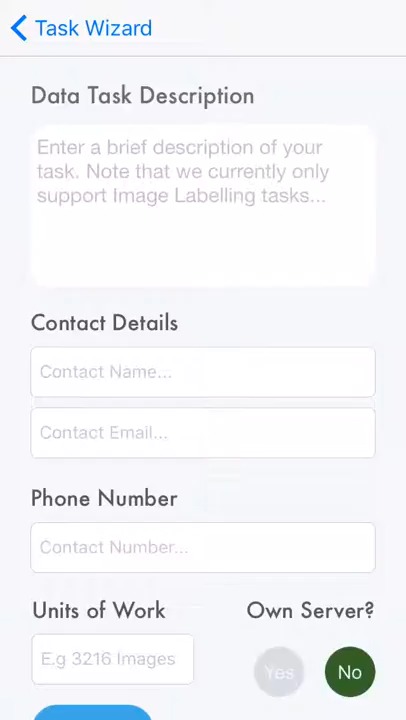 Task Wizard
Data Task Description
Enter a brief description of your
task. Note that we currently only
support Image Labelling tasks...
Contact Details
Contact Name...
Contact Email...
Phone Number
Contact Number...
Units of Work
Own Server?
E.g 3216 Images
Yes
No